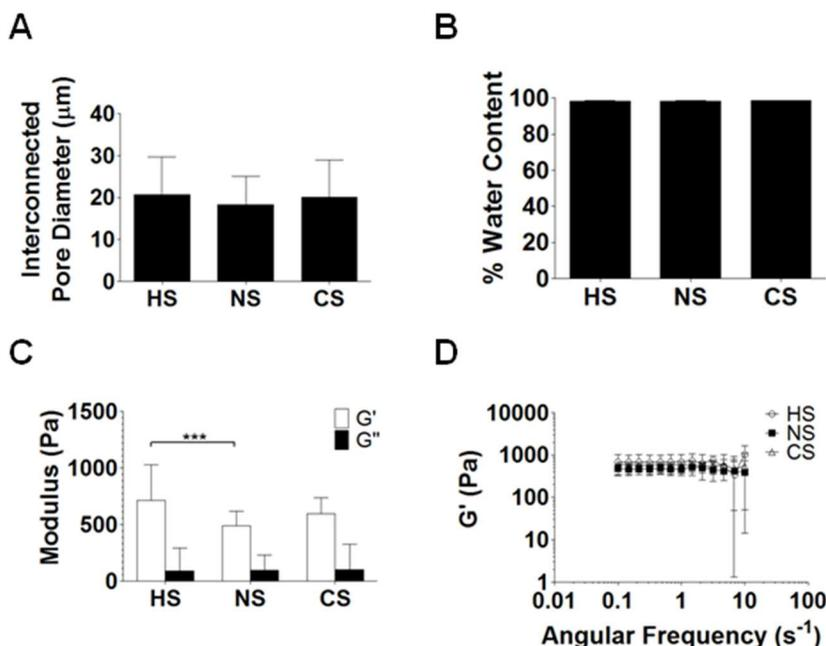 A
Interconnected
Pore Diameter (μm)
40
30
20
10
0
HS NS CS
B
% Water Content
100
80
60
40
20
0
HS NS CS
C
Modulus (Pa)
1500
1000
500
0
***
G'
G"
HS NS CS
D
G' (Pa)
10000
1000
100
10
1
HS
NS
CS
0.01 0.1 1 10 100
Angular Frequency (s⁻¹)